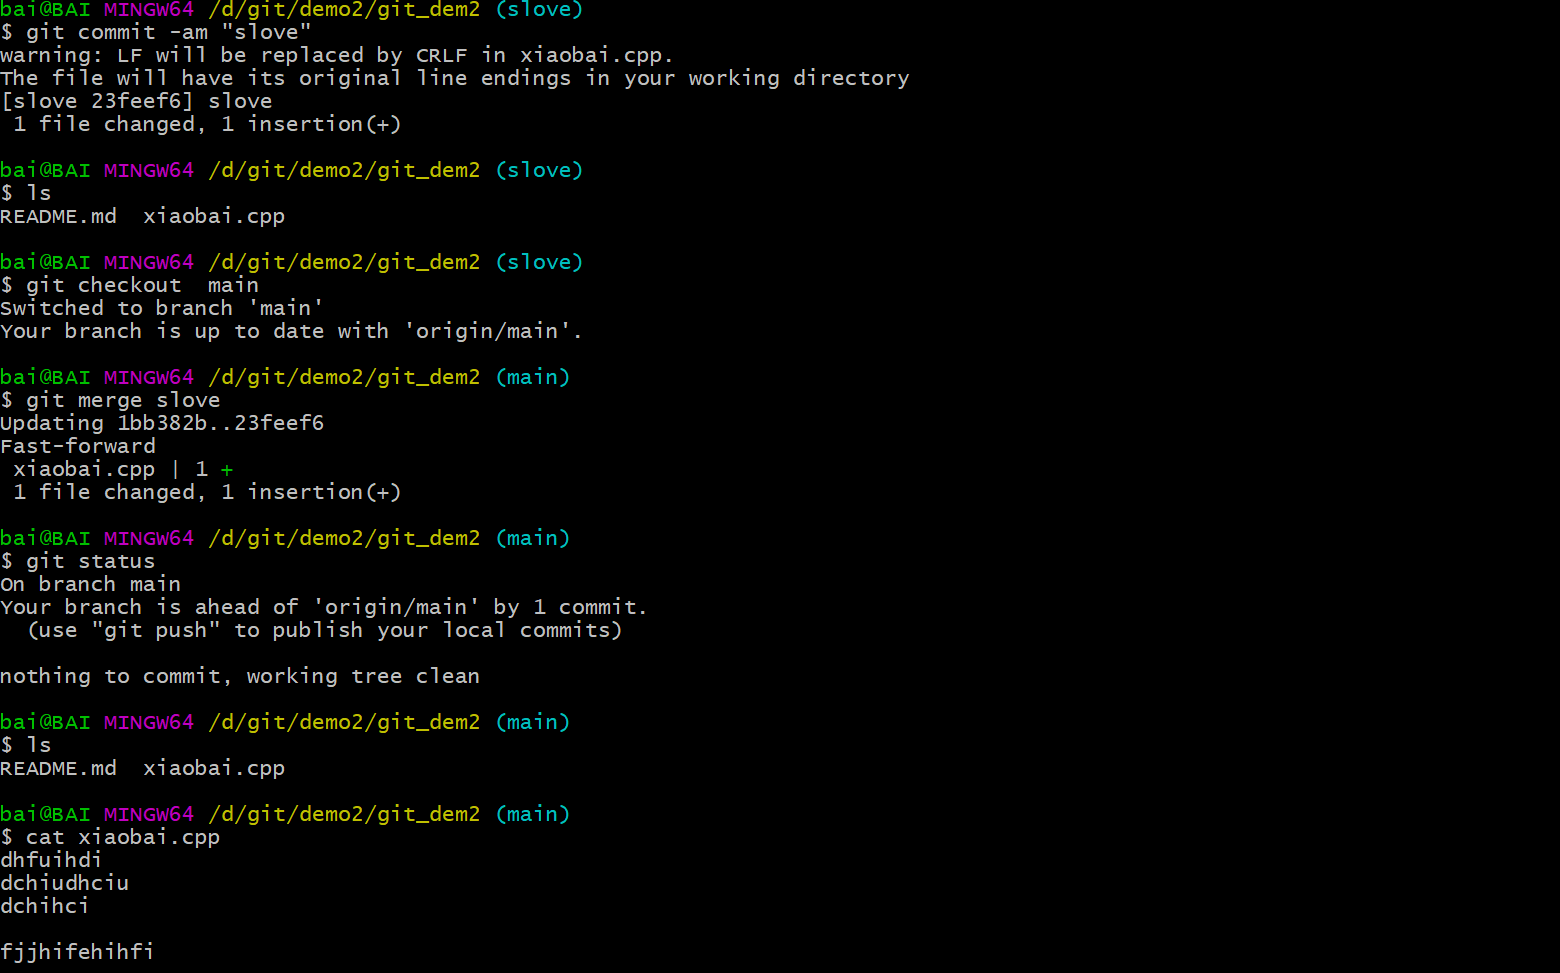 bai@BAI MINGW64 /d/git/demo2/git_dem2 (slove)
$ git commit -am "slove"
warning: LF will be replaced by CRLF in xiaobai.cpp.
The file will have its original line endings in your working directory
[slove 23feef6] slove
 1 file changed, 1 insertion(+)

bai@BAI MINGW64 /d/git/demo2/git_dem2 (slove)
$ ls
README.md  xiaobai.cpp

bai@BAI MINGW64 /d/git/demo2/git_dem2 (slove)
$ git checkout  main
Switched to branch 'main'
Your branch is up to date with 'origin/main'.

bai@BAI MINGW64 /d/git/demo2/git_dem2 (main)
$ git merge slove
Updating 1bb382b..23feef6
Fast-forward
 xiaobai.cpp | 1 +
 1 file changed, 1 insertion(+)

bai@BAI MINGW64 /d/git/demo2/git_dem2 (main)
$ git status
On branch main
Your branch is ahead of 'origin/main' by 1 commit.
  (use "git push" to publish your local commits)

nothing to commit, working tree clean

bai@BAI MINGW64 /d/git/demo2/git_dem2 (main)
$ ls
README.md  xiaobai.cpp

bai@BAI MINGW64 /d/git/demo2/git_dem2 (main)
$ cat xiaobai.cpp
dhfuihdi
dchiudhciu
dchihci

fjjhifehihfi